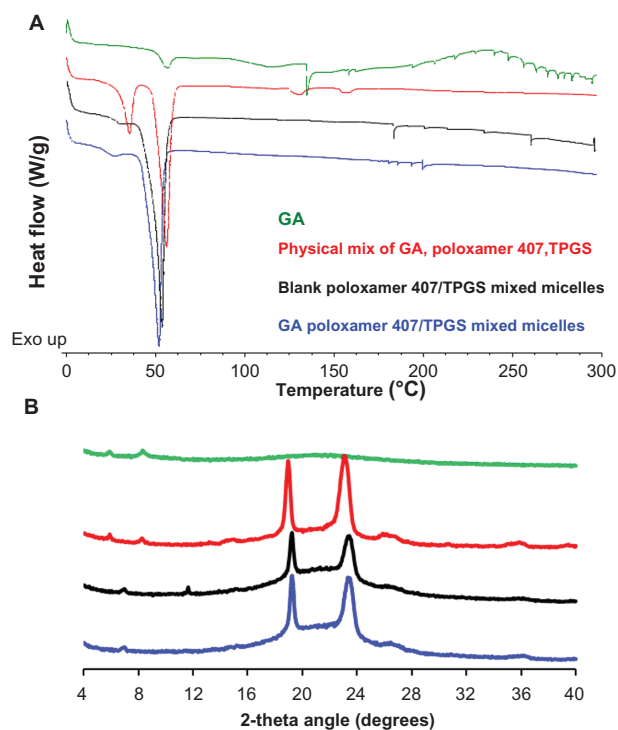 A
Heat flow (W/g)
GA
Physical mix of GA, poloxamer 407,TPGS
Blank poloxamer 407/TPGS mixed micelles
GA poloxamer 407/TPGS mixed micelles
Exo up
0 50 100 150 200 250 300
Temperature (°C)
B
4 8 12 16 19 24 28 32 36 40
2-theta angle (degrees)